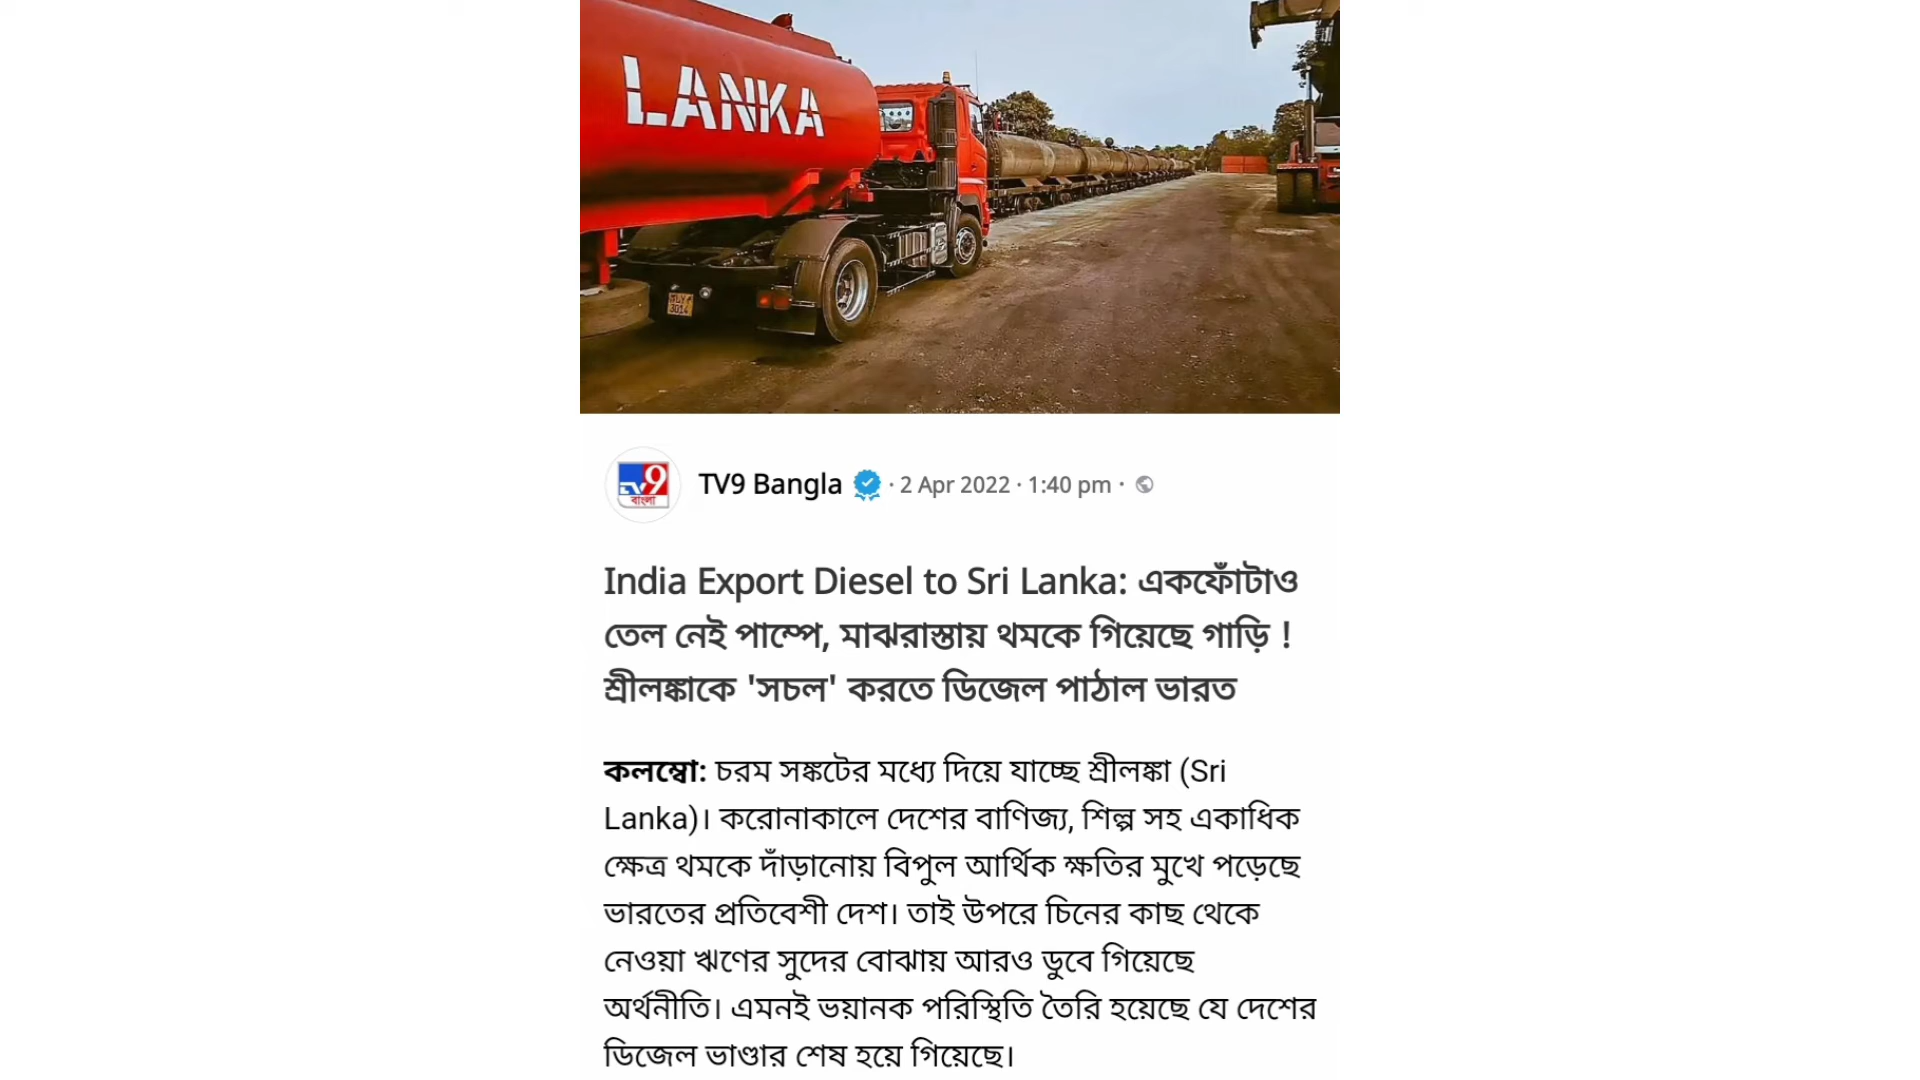 LANKA
TV9
বাংলা
TV9 Bangla · 2 Apr 2022 · 1:40 pm ·
India Export Diesel to Sri Lanka: একফোঁটাও
তেল নেই পাম্পে, মাঝরাস্তায় থমকে গিয়েছে গাড়ি !
শ্রীলঙ্কাকে 'সচল' করতে ডিজেল পাঠাল ভারত
কলম্বো: চরম সঙ্কটের মধ্যে দিয়ে যাচ্ছে শ্রীলঙ্কা (Sri
Lanka)। করোনাকালে দেশের বাণিজ্য, শিল্প সহ একাধিক
ক্ষেত্র থমকে দাঁড়ানোয় বিপুল আর্থিক ক্ষতির মুখে পড়েছে
ভারতের প্রতিবেশী দেশ। তাই উপরে চিনের কাছ থেকে
নেওয়া ঋণের সুদের বোঝায় আরও ডুবে গিয়েছে
অর্থনীতি। এমনই ভয়ানক পরিস্থিতি তৈরি হয়েছে যে দেশের
ডিজেল ভাণ্ডার শেষ হয়ে গিয়েছে।